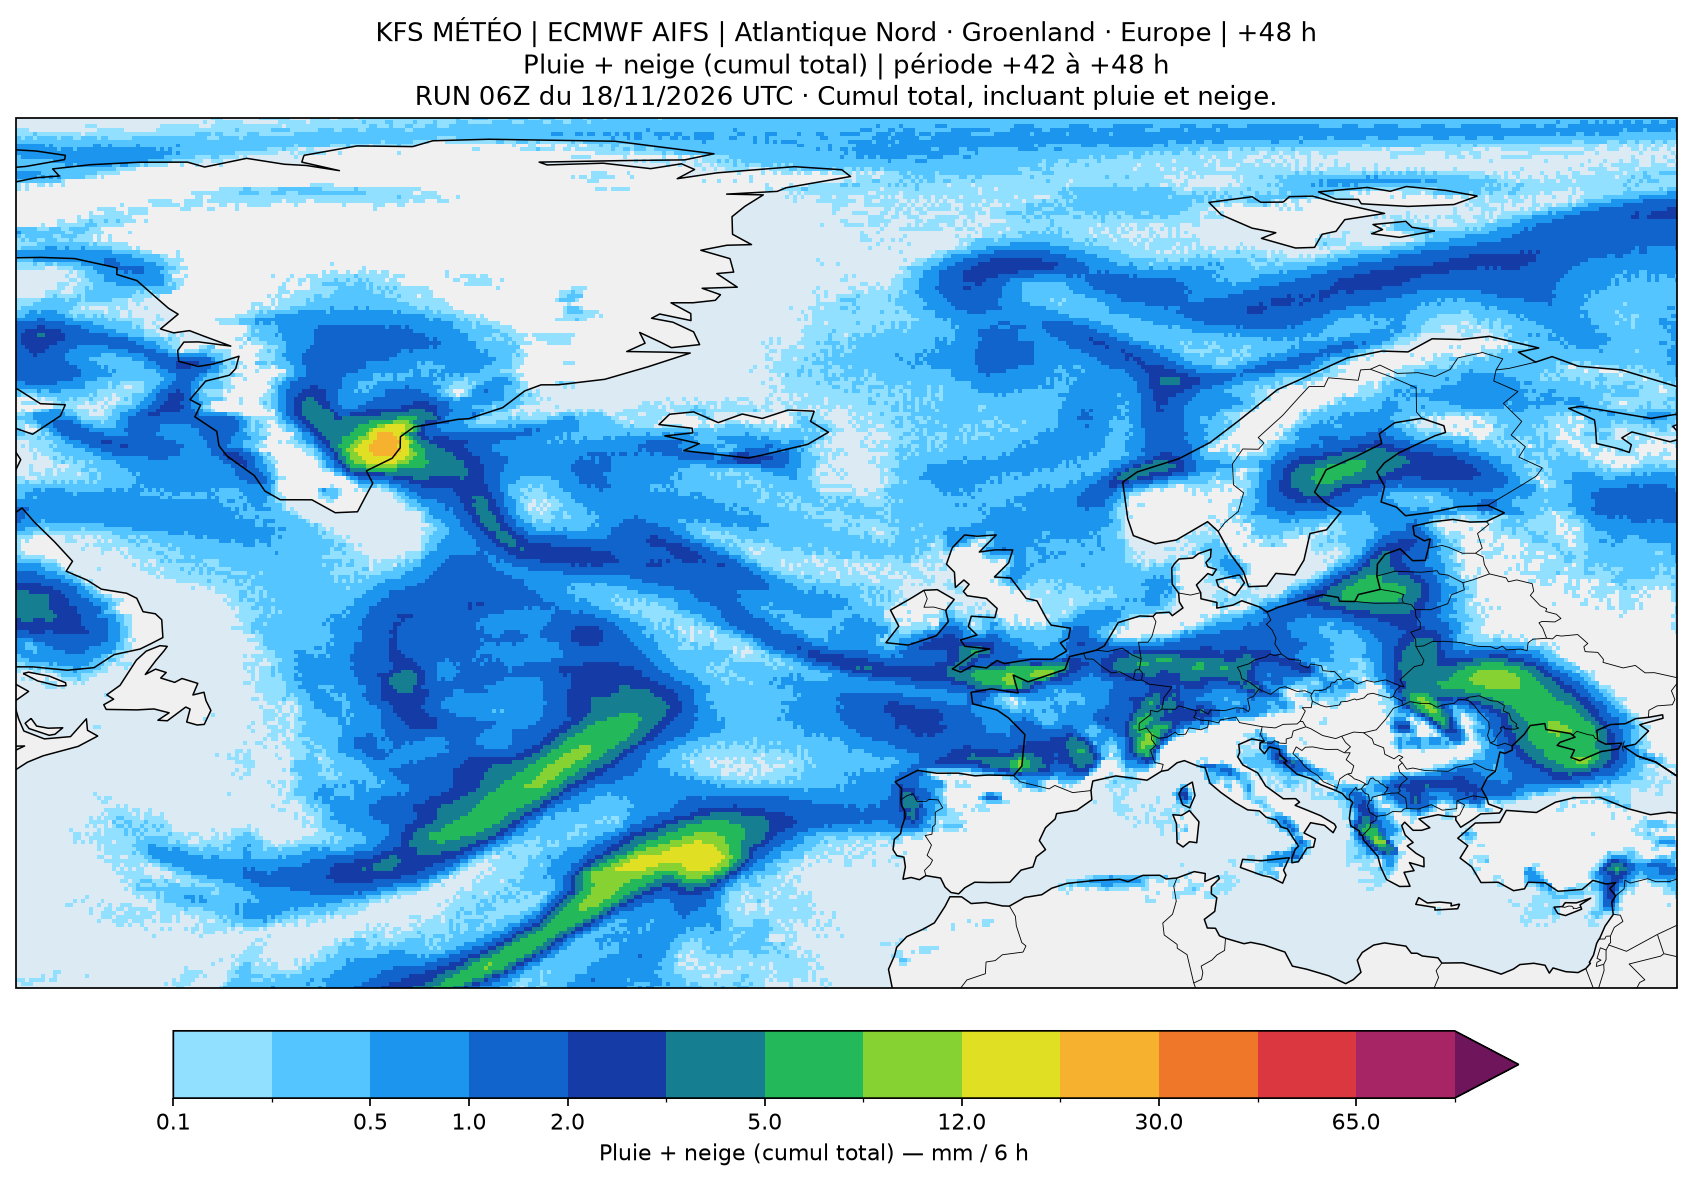 KFS MÉTÉO | ECMWF AIFS | Atlantique Nord · Groenland · Europe | +48 h
Pluie + neige (cumul total) | période +42 à +48 h
RUN 06Z du 18/11/2026 UTC · Cumul total, incluant pluie et neige.
0.1 0.5 1.0 2.0 5.0 12.0 30.0 65.0
Pluie + neige (cumul total) — mm / 6 h